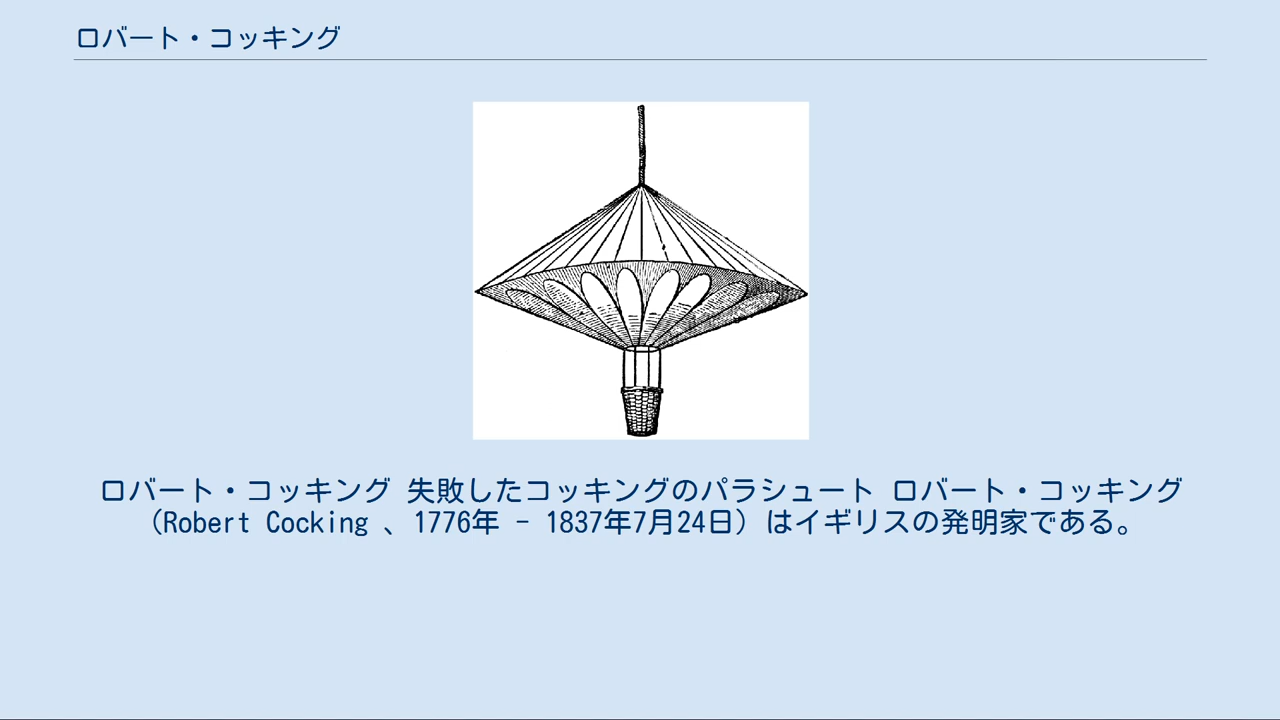 ロバート・コッキング
ロバート・コッキング 失敗したコッキングのパラシュート ロバート・コッキング
（Robert Cocking 、1776年 - 1837年7月24日）はイギリスの発明家である。